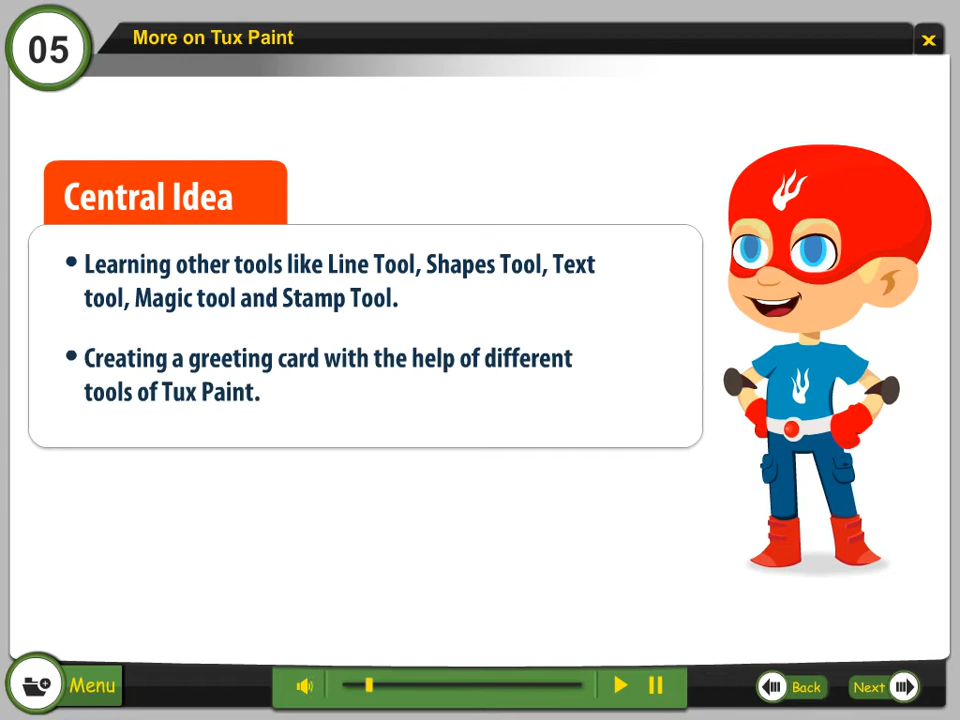 05
More on Tux Paint
x
Central Idea
• Learning other tools like Line Tool, Shapes Tool, Text
tool, Magic tool and Stamp Tool.
• Creating a greeting card with the help of different
tools of Tux Paint.
Menu
Back
Next